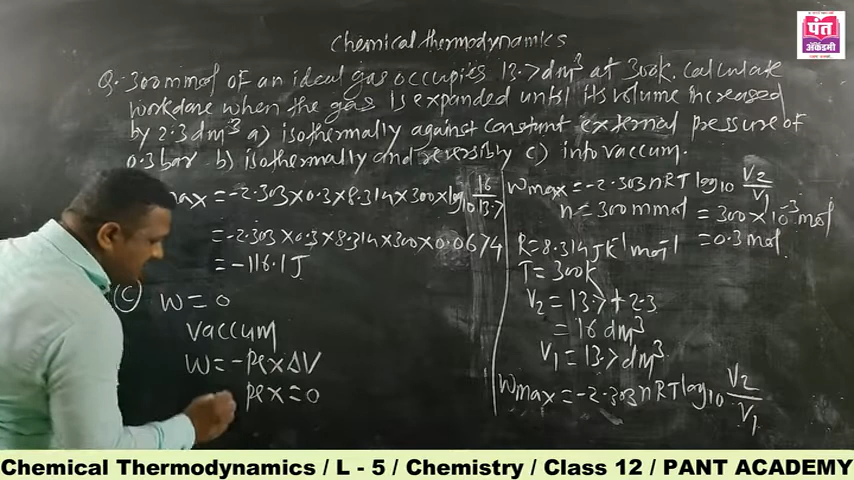 Chemical thermodynamics
पंत
अकॅडमी
Q. 300 mmol of an ideal gas occupies 13.7 dm³ at 300k. Calculate
workdone when the gas is expanded until its volume increased
by 2.3 dm³ a) isothermally against constant external pressure of
0.3 bar b) isothermally and reversibly c) into vaccum.
max = -2.303×0.3×8.314×300×log₁₀ 16/13.7
= -2.303×0.3×8.314×300×0.0674
= -116.1 J
(C) W = 0
vaccum
W = -pex ΔV
pex = 0
Wmax = -2.303 nRT log₁₀ V2/V1
n = 300 mmol = 300 × 10⁻³ mol
= 0.3 mol
R = 8.314 JK⁻¹ mol⁻¹
T = 300k
V2 = 13.7 + 2.3
= 16 dm³
V1 = 13.7 dm³
Wmax = -2.303 nRT log₁₀ V2/V1
Chemical Thermodynamics / L - 5 / Chemistry / Class 12 / PANT ACADEMY